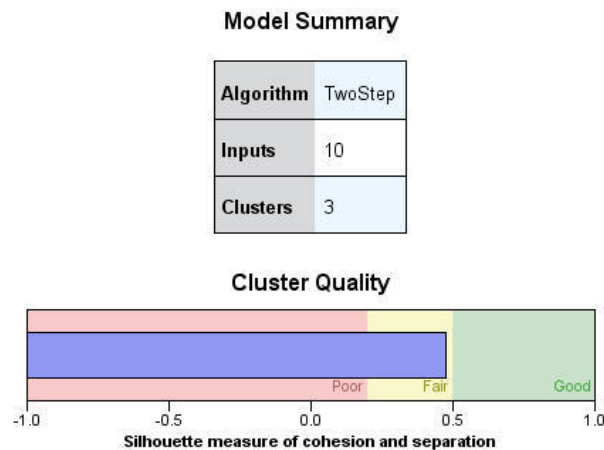 Model Summary
Algorithm TwoStep
Inputs 10
Clusters 3
Cluster Quality
Poor Fair Good
-1.0 -0.5 0.0 0.5 1.0
Silhouette measure of cohesion and separation